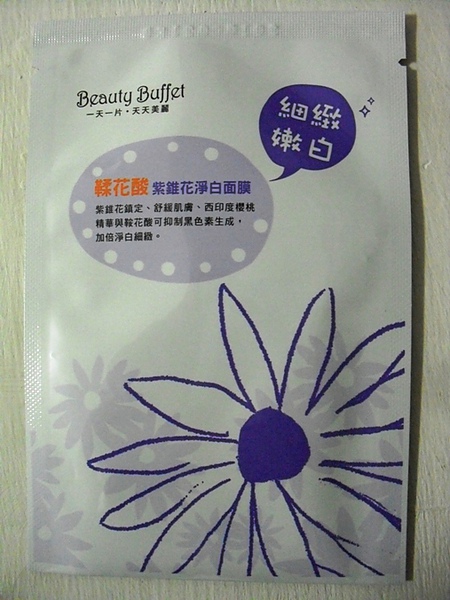 Beauty Buffet
一天一片・天天美麗
細緻
嫩白
鞣花酸 紫錐花淨白面膜
紫錐花鎮定、舒緩肌膚、西印度櫻桃
精華與鞍花酸可抑制黑色素生成，
加倍淨白細緻。